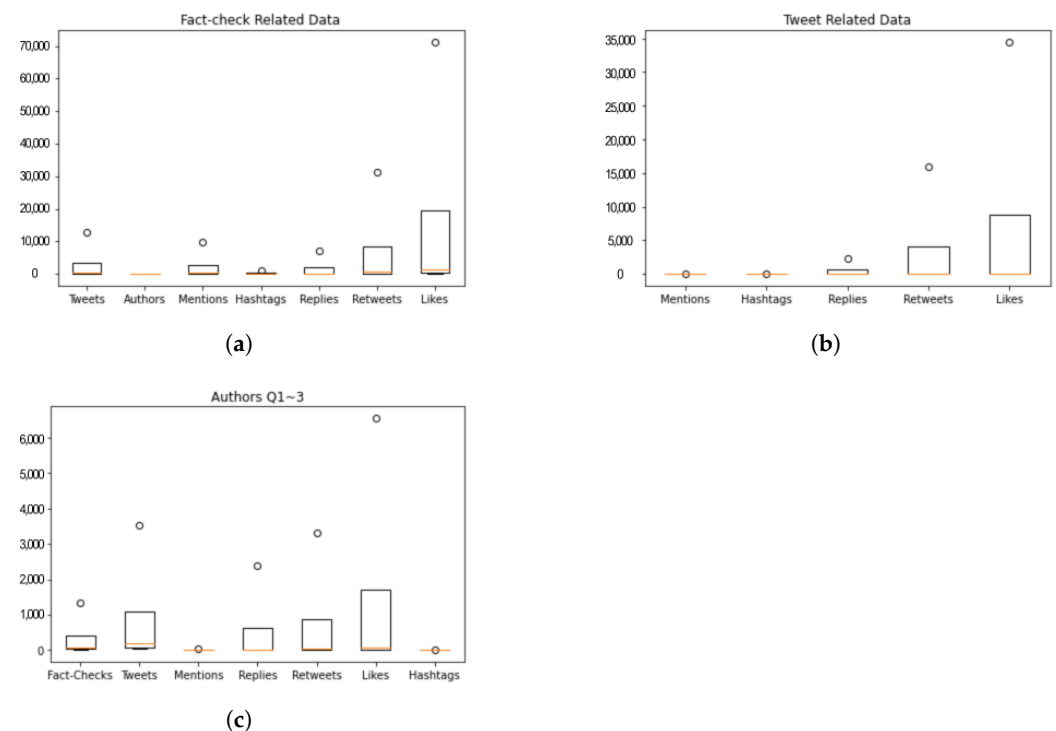 Fact-check Related Data
70,000
60,000
50,000
40,000
30,000
20,000
10,000
0
Tweets Authors Mentions Hashtags Replies Retweets Likes
(a)
Tweet Related Data
35,000
30,000
25,000
20,000
15,000
10,000
5,000
0
Mentions Hashtags Replies Retweets Likes
(b)
Authors Q1~3
6,000
5,000
4,000
3,000
2,000
1,000
0
Fact-Checks Tweets Mentions Replies Retweets Likes Hashtags
(c)